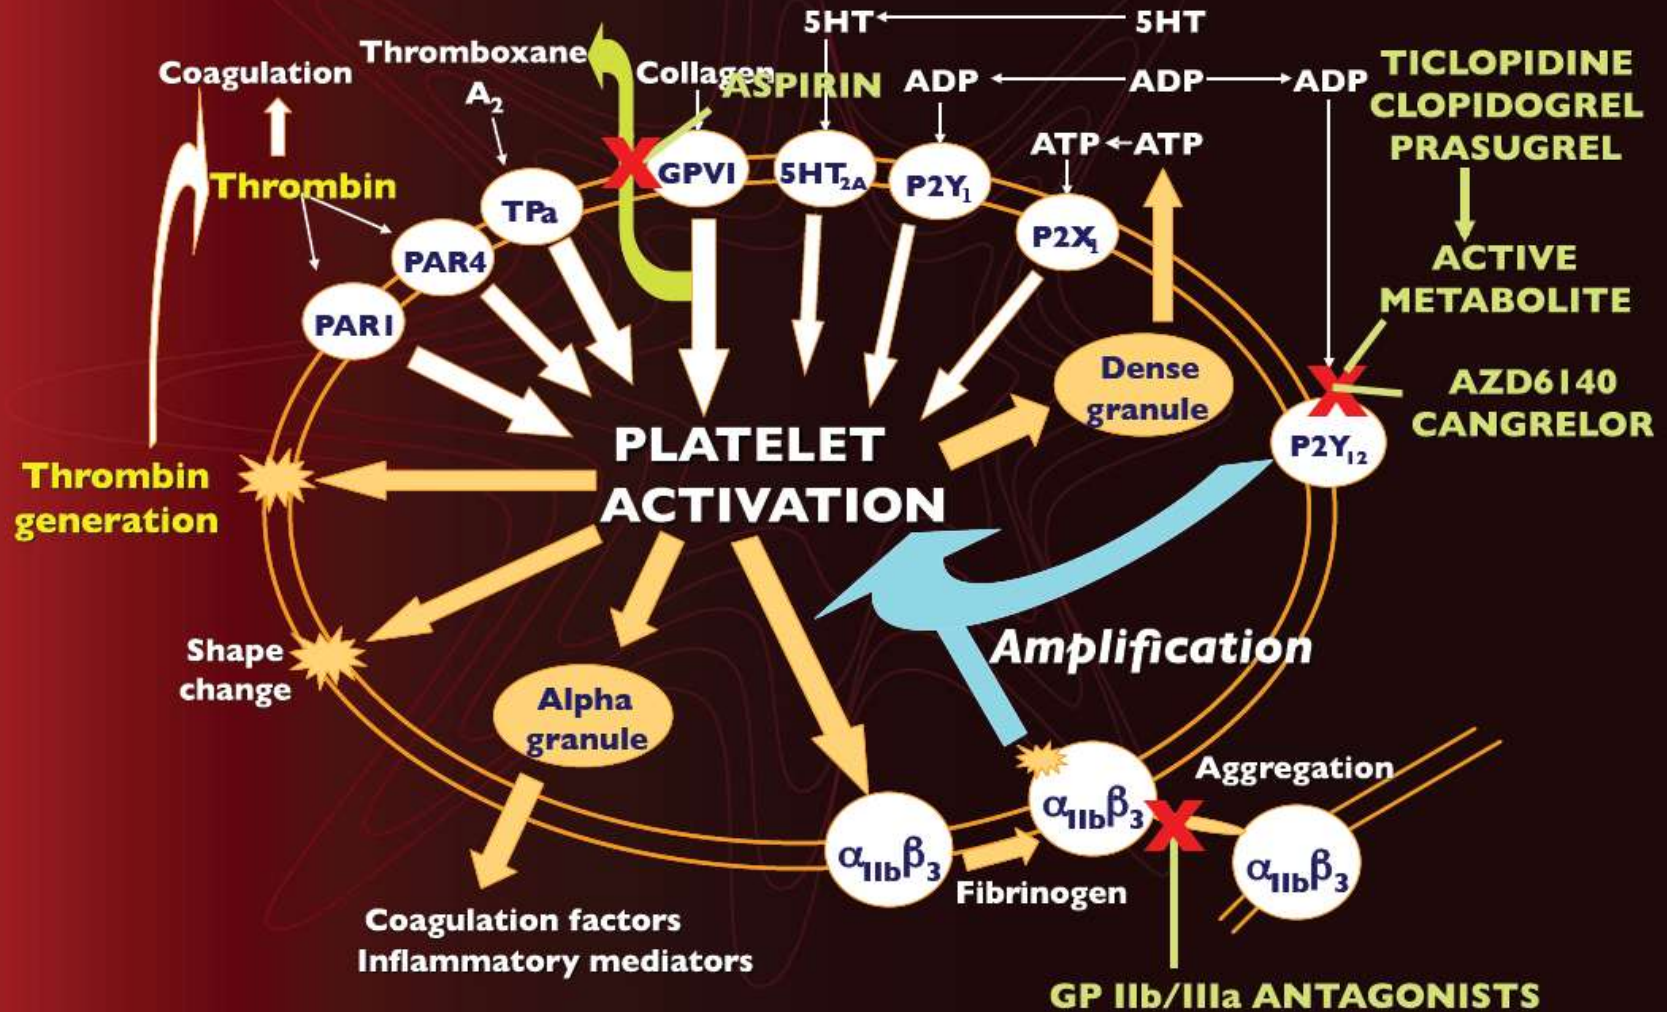 5HT
5HT
Thromboxane
A2
Coagulation
Collagen
ASPIRIN
ADP
ADP
ADP
TICLOPIDINE
CLOPIDOGREL
PRASUGREL
ATP
ATP
Thrombin
GPVI
5HT2A
P2Y1
TPa
P2X1
PAR4
PAR1
ACTIVE
METABOLITE
Dense
granule
AZD6140
CANGRELOR
P2Y12
PLATELET
ACTIVATION
Thrombin
generation
Amplification
Shape
change
Alpha
granule
Aggregation
αIIbβ3
αIIbβ3
αIIbβ3
Fibrinogen
Coagulation factors
Inflammatory mediators
GP IIb/IIIa ANTAGONISTS